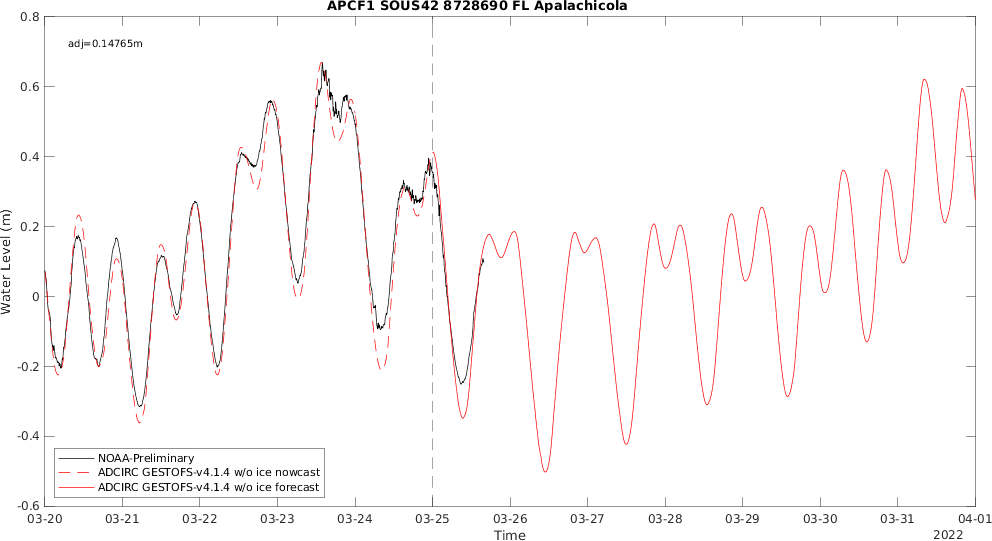 APCF1 SOUS42 8728690 FL Apalachicola
adj=0.14765m
0.8
0.6
0.4
0.2
0
-0.2
-0.4
-0.6
Water Level (m)
NOAA-Preliminary
ADCIRC GESTOFS-v4.1.4 w/o ice nowcast
ADCIRC GESTOFS-v4.1.4 w/o ice forecast
03-20 03-21 03-22 03-23 03-24 03-25 03-26 03-27 03-28 03-29 03-30 03-31 04-01
Time
2022